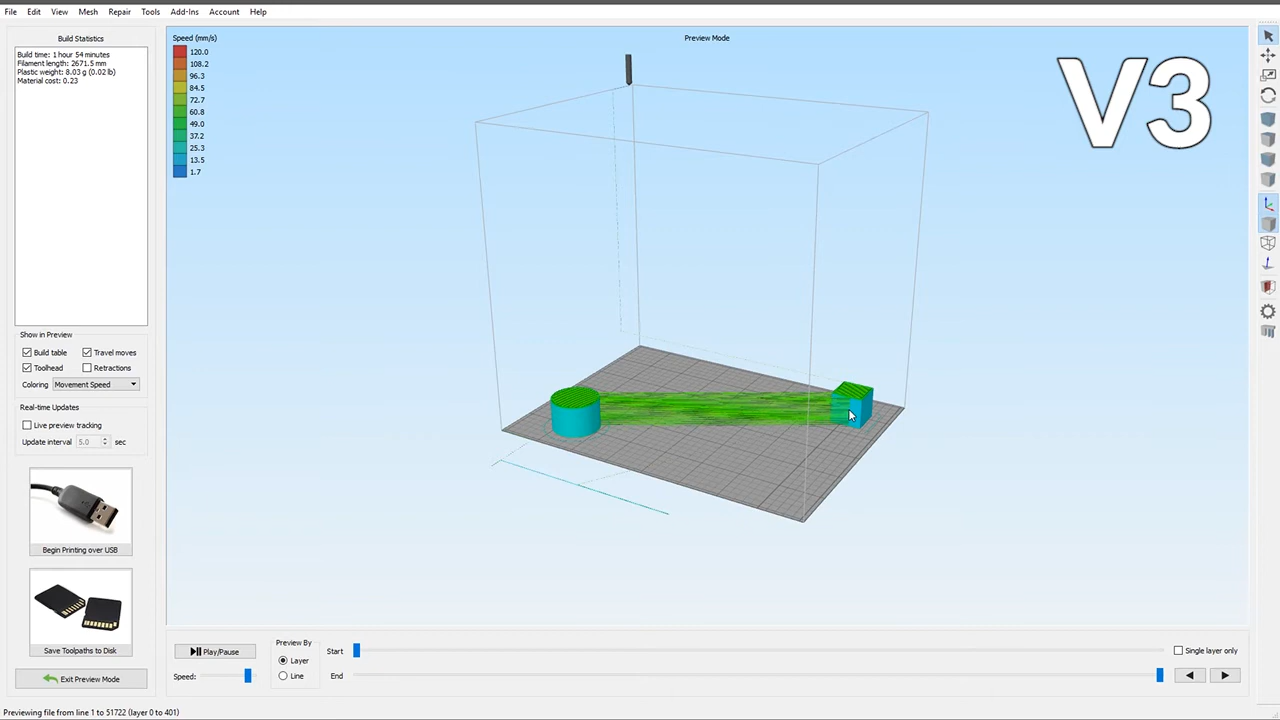 File Edit View Mesh Repair Tools Add-Ins Account Help
Build Statistics
Build time: 1 hour 54 minutes
Filament length: 2671.5 mm
Plastic weight: 8.03 g (0.02 lb)
Material cost: 0.23
Show in Preview
Build table Travel moves
Toolhead Retractions
Coloring Movement Speed
Real-time Updates
Live preview tracking
Update interval 5.0 sec
Begin Printing over USB
Save Toolpaths to Disk
Exit Preview Mode
Speed (mm/s)
120.0
108.2
96.3
84.5
72.7
60.8
49.0
37.2
25.3
13.5
1.7
Preview Mode
V3
Play/Pause
Speed:
Preview By
Layer
Line
Start
End
Single layer only
Previewing file from line 1 to 51722 (layer 0 to 401)